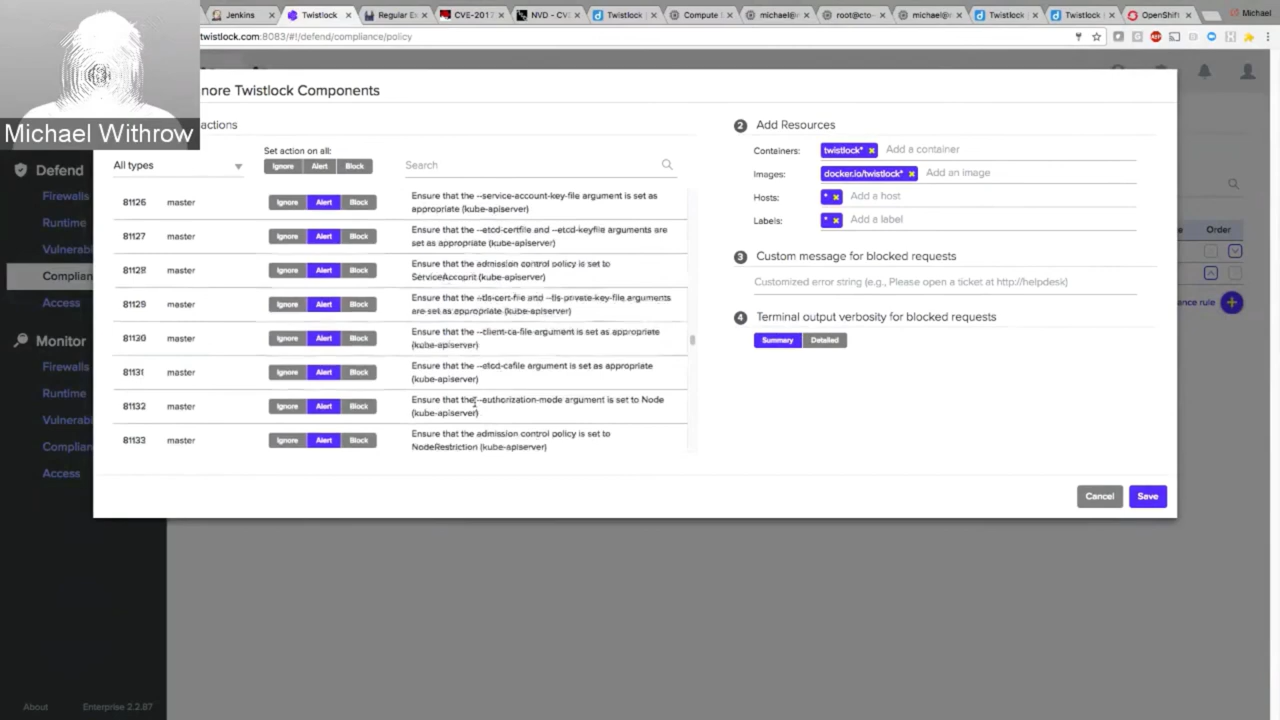 Jenkins
Twistlock
Regular Ex
CVE-2017
NVD - CVE
Twistlock
Compute
michael@
root@cto-
michael@
Twistlock
Twistlock
OpenShift
Michael
twistlock.com:8083/#!/defend/compliance/policy
Michael Withrow
nore Twistlock Components
actions
All types
Set action on all:
Ignore Alert Block
Search
81126 master Ignore Alert Block Ensure that the --service-account-key-file argument is set as
appropriate (kube-apiserver)
81127 master Ignore Alert Block Ensure that the --etcd-certfile and --etcd-keyfile arguments are
set as appropriate (kube-apiserver)
81128 master Ignore Alert Block Ensure that the admission control policy is set to
ServiceAccount (kube-apiserver)
81129 master Ignore Alert Block Ensure that the --tls-cert-file and --tls-private-key-file arguments
are set as appropriate (kube-apiserver)
81130 master Ignore Alert Block Ensure that the --client-ca-file argument is set as appropriate
(kube-apiserver)
81131 master Ignore Alert Block Ensure that the --etcd-cafile argument is set as appropriate
(kube-apiserver)
81132 master Ignore Alert Block Ensure that the --authorization-mode argument is set to Node
(kube-apiserver)
81133 master Ignore Alert Block Ensure that the admission control policy is set to
NodeRestriction (kube-apiserver)
2 Add Resources
Containers: twistlock* × Add a container
Images: docker.io/twistlock* × Add an image
Hosts: * × Add a host
Labels: * × Add a label
3 Custom message for blocked requests
Customized error string (e.g., Please open a ticket at http://helpdesk)
4 Terminal output verbosity for blocked requests
Summary Detailed
Cancel Save
Defend
Firewalls
Runtime
Vulnerab
Complian
Access
Monitor
Firewalls
Runtime
Vulnerab
Complian
Access
Order
ance rule
About Enterprise 2.2.87